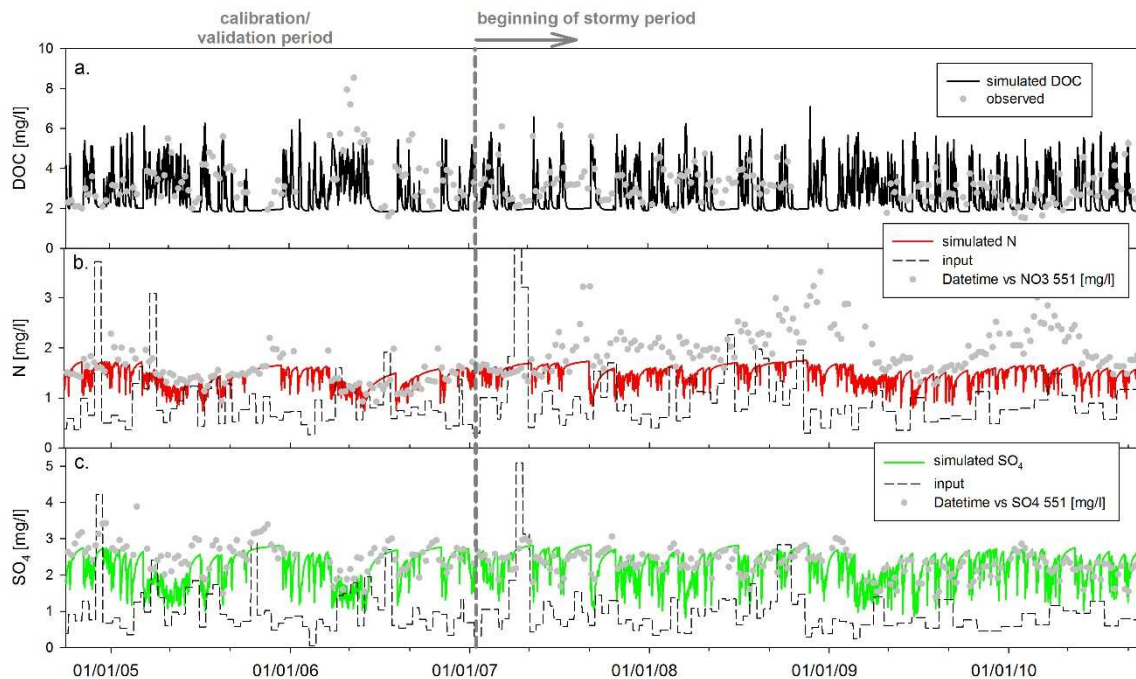 calibration/
validation period
beginning of stormy period
a.
DOC [mg/l]
10
8
6
4
2
0
simulated DOC
observed
b.
N [mg/l]
3
2
1
0
simulated N
input
Datetime vs NO3 551 [mg/l]
c.
SO4 [mg/l]
5
4
3
2
1
0
simulated SO4
input
Datetime vs SO4 551 [mg/l]
01/01/05 01/01/06 01/01/07 01/01/08 01/01/09 01/01/10